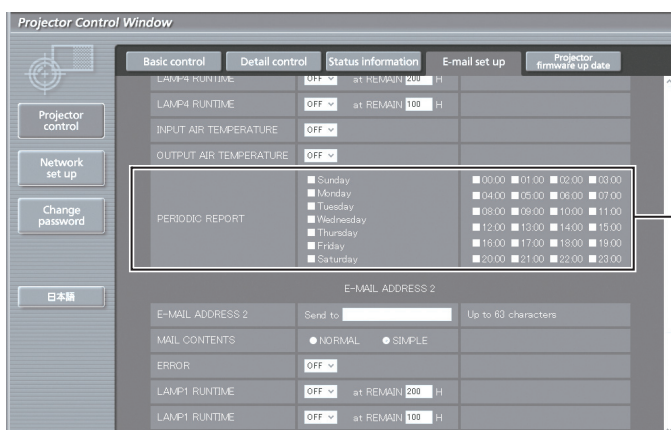 Projector Control Window
Basic control Detail control Status information E-mail set up Projector firmware up date
LAMP4 RUNTIME OFF at REMAIN 200 H
LAMP4 RUNTIME OFF at REMAIN 100 H
INPUT AIR TEMPERATURE OFF
OUTPUT AIR TEMPERATURE OFF
PERIODIC REPORT
Sunday
Monday
Tuesday
Wednesday
Thursday
Friday
Saturday
00:00 01:00 02:00 03:00
04:00 05:00 06:00 07:00
08:00 09:00 10:00 11:00
12:00 13:00 14:00 15:00
16:00 17:00 18:00 19:00
20:00 21:00 22:00 23:00
E-MAIL ADDRESS 2
E-MAIL ADDRESS 2 Send to Up to 63 characters
MAIL CONTENTS NORMAL SIMPLE
ERROR OFF
LAMP1 RUNTIME OFF at REMAIN 200 H
LAMP1 RUNTIME OFF at REMAIN 100 H
Projector
control
Network
set up
Change
password
日本語